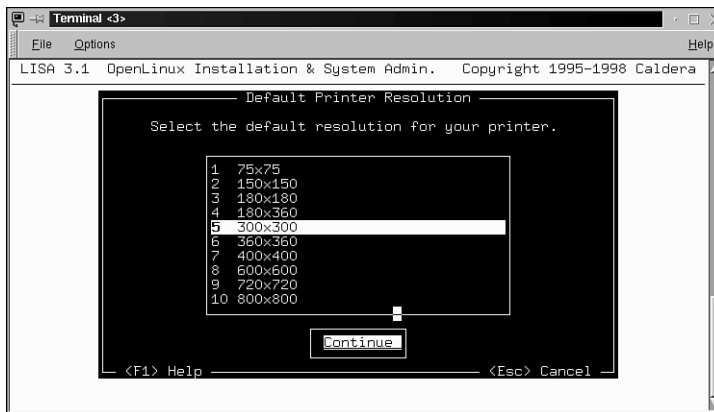 Terminal <3>
File Options Help
LISA 3.1 OpenLinux Installation & System Admin. Copyright 1995-1998 Caldera
Default Printer Resolution
Select the default resolution for your printer.
1 75x75
2 150x150
3 180x180
4 180x360
5 300x300
6 360x360
7 400x400
8 600x600
9 720x720
10 800x800
Continue
<F1> Help <Esc> Cancel